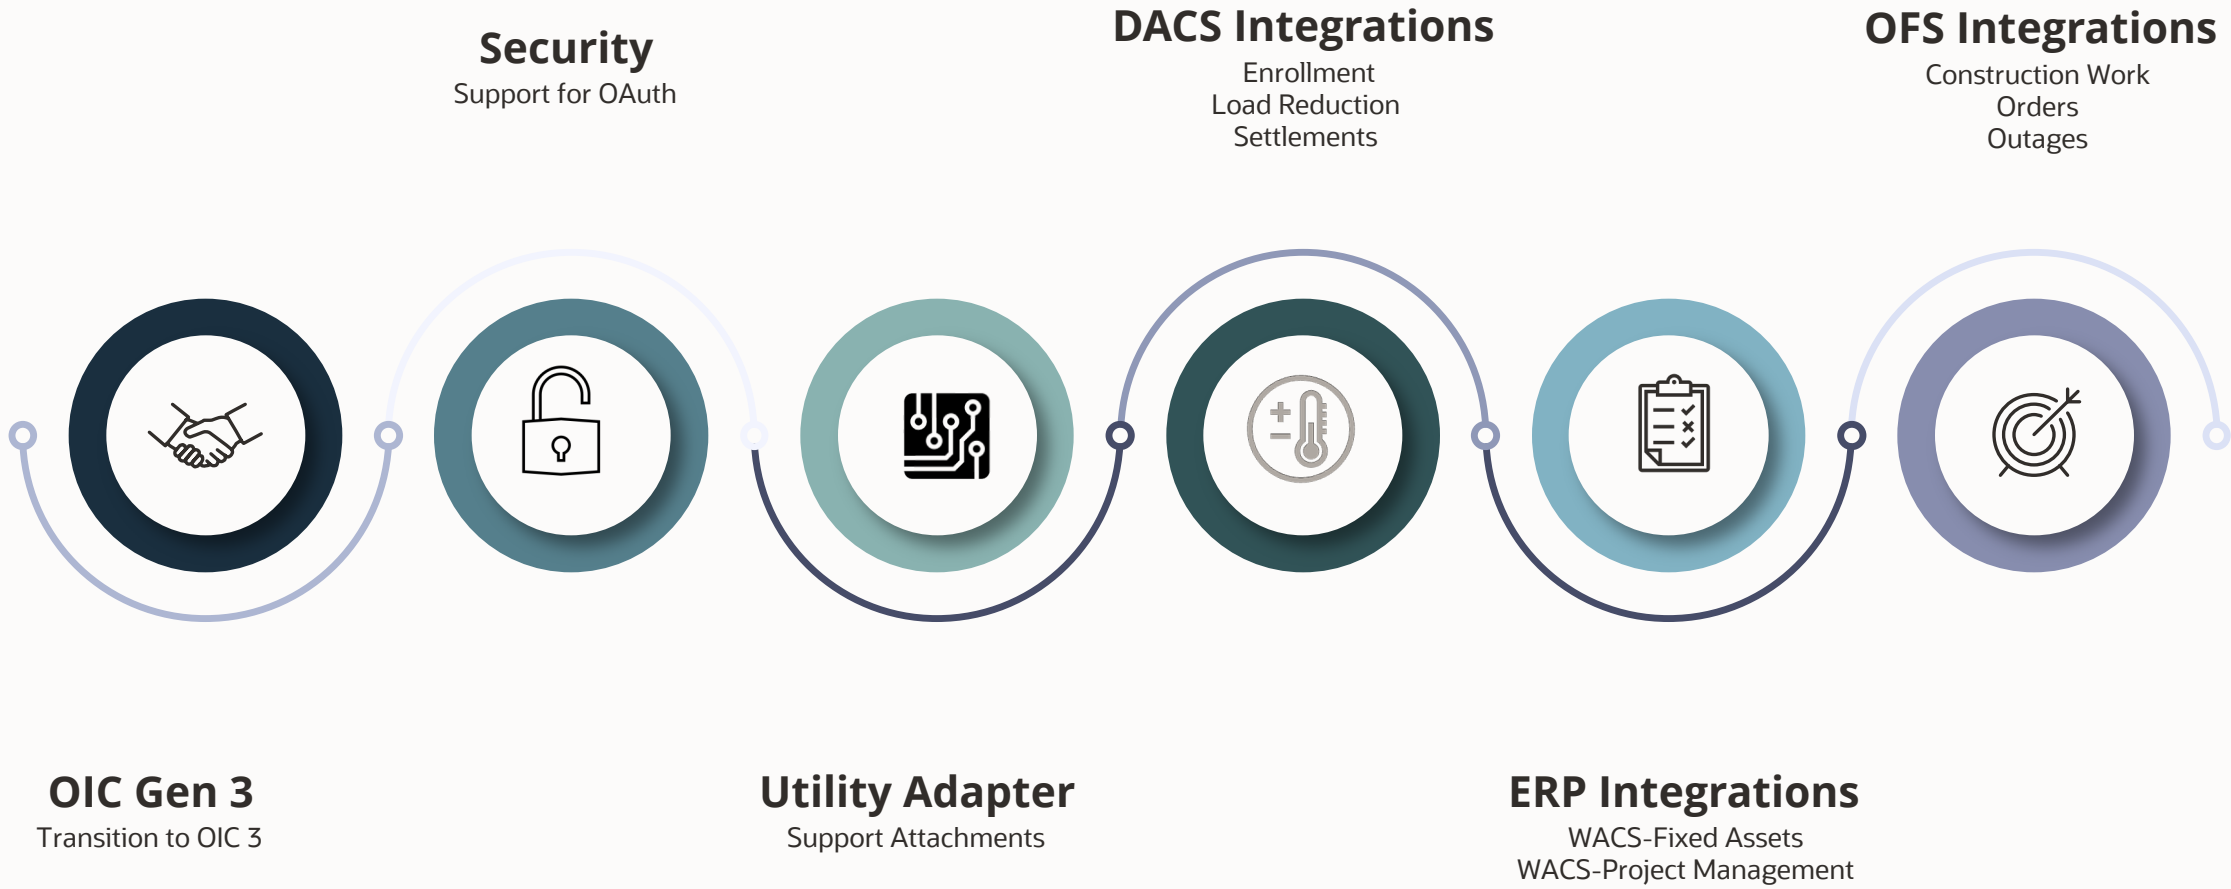 Security
Support for OAuth
DACS Integrations
Enrollment
Load Reduction
Settlements
OFS Integrations
Construction Work
Orders
Outages
OIC Gen 3
Transition to OIC 3
Utility Adapter
Support Attachments
ERP Integrations
WACS-Fixed Assets
WACS-Project Management